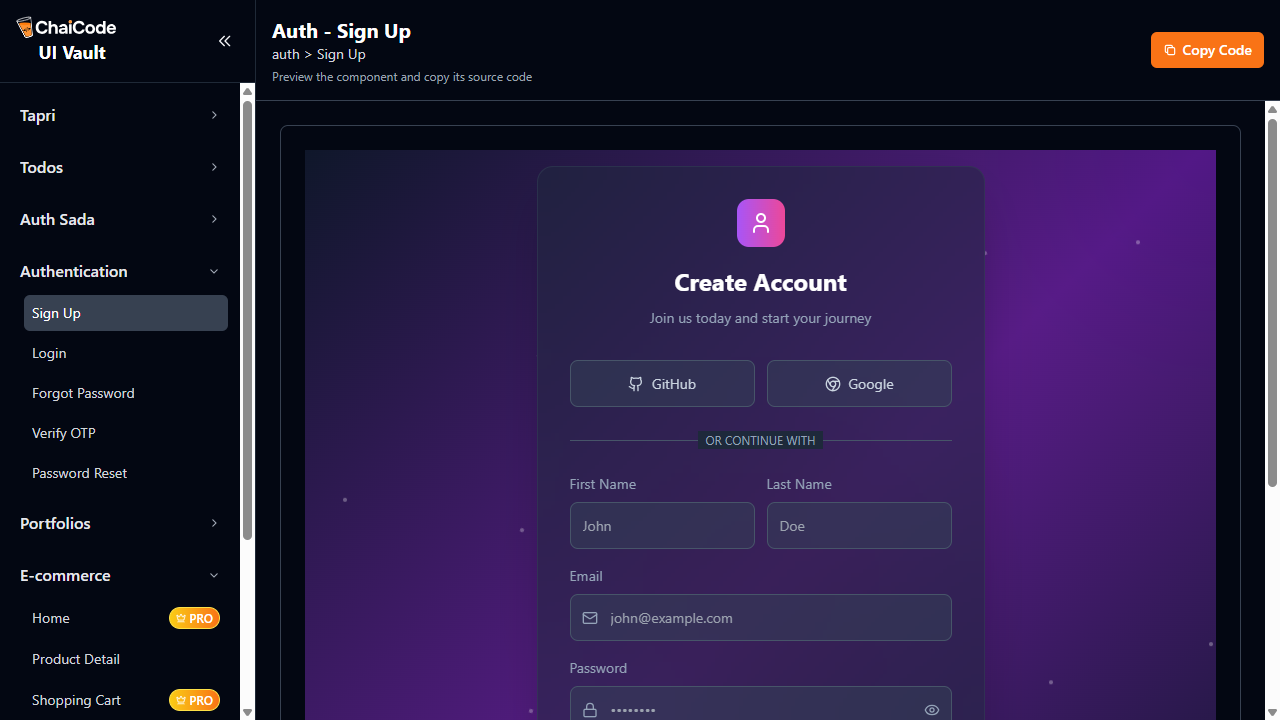 ChaiCode
UI Vault
Tapri
Todos
Auth Sada
Authentication
Sign Up
Login
Forgot Password
Verify OTP
Password Reset
Portfolios
E-commerce
Home
PRO
Product Detail
Shopping Cart
PRO
Auth - Sign Up
auth > Sign Up
Preview the component and copy its source code
Copy Code
Create Account
Join us today and start your journey
GitHub
Google
OR CONTINUE WITH
First Name
Last Name
John
Doe
Email
john@example.com
Password
••••••••